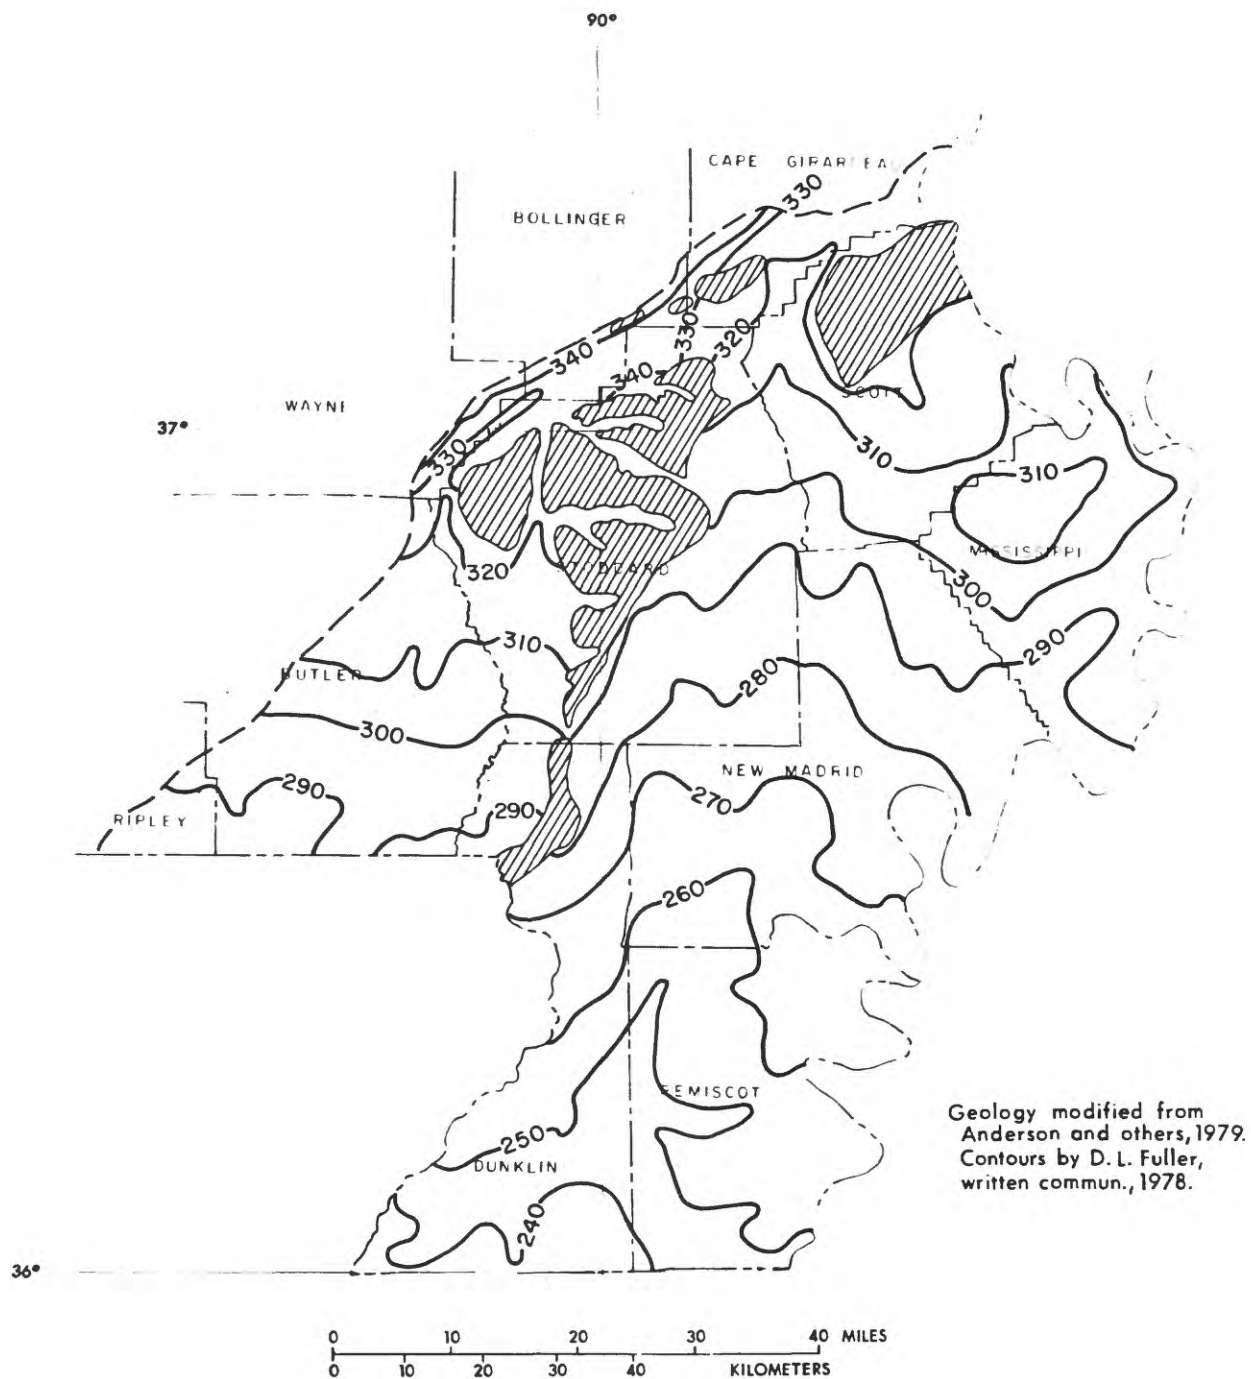 90°
CAPE GIRARDEAU
330
BOLLINGER
340
330
320
340
WAYNE
SCOTT
37°
330
310
310
320
STODDARD
MISSISSIPPI
300
310
290
BUTLER
280
300
NEW MADRID
290
270
RIPLEY
290
260
PEMISCOT
Geology modified from
Anderson and others, 1979.
Contours by D. L. Fuller,
written commun., 1978.
250
DUNKLIN
240
36°
0 10 20 30 40 MILES
0 10 20 30 40 KILOMETERS